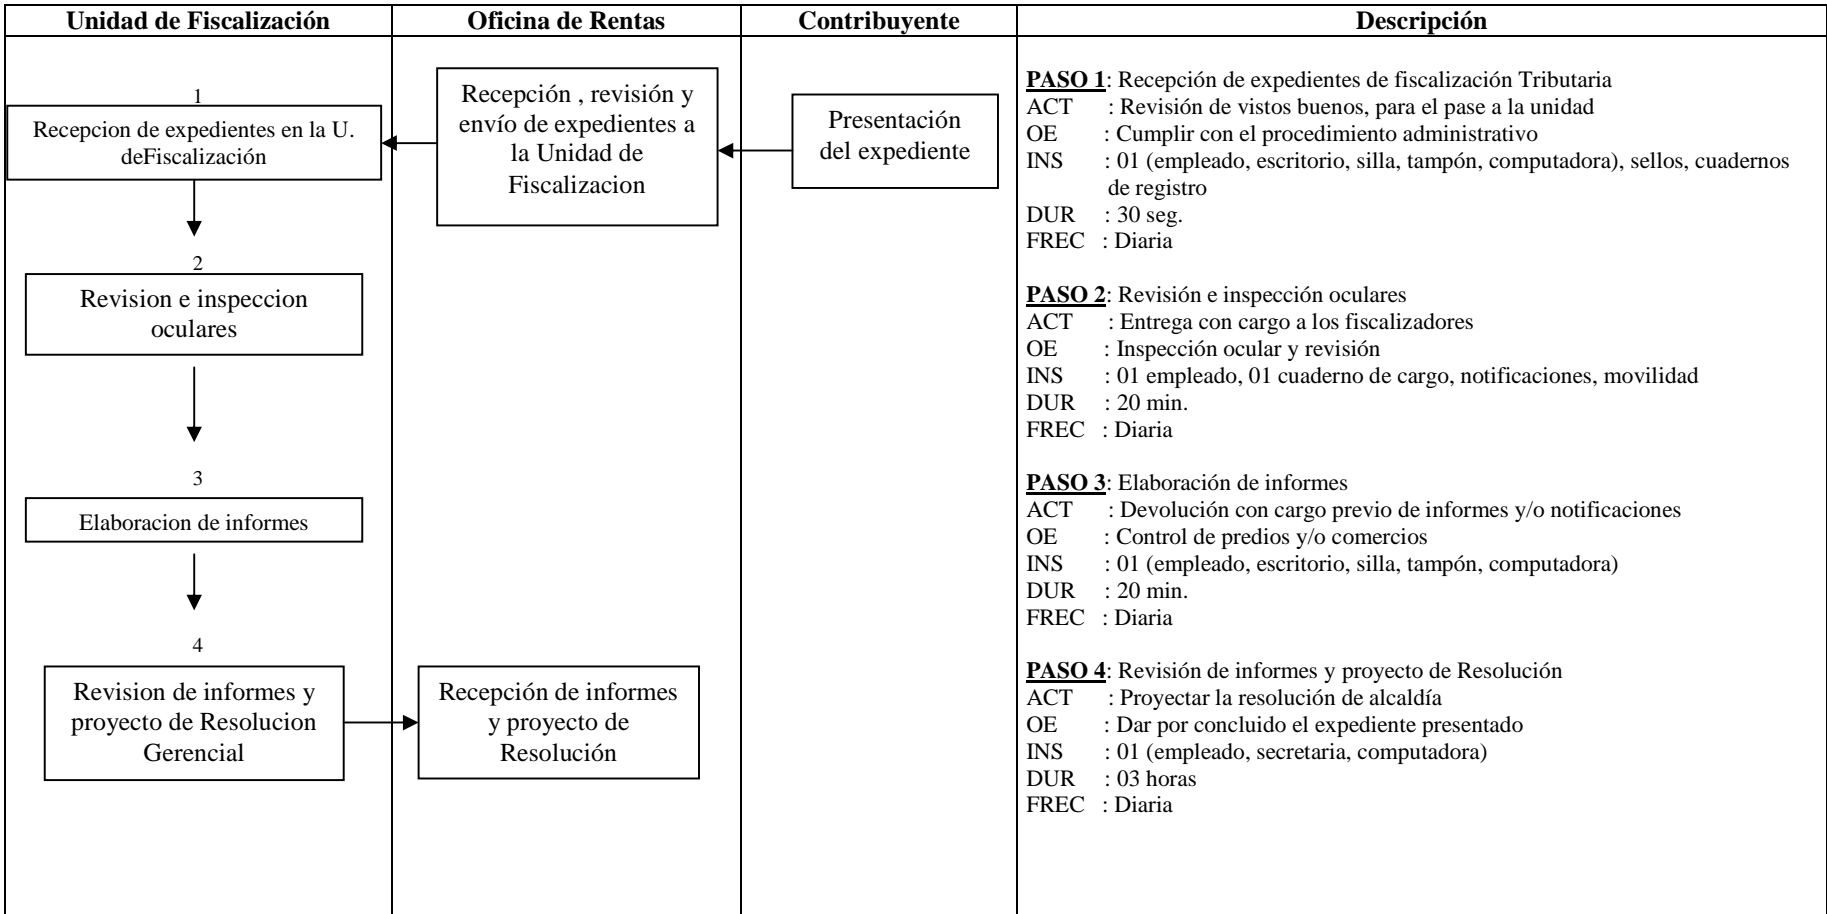 Unidad de Fiscalización
Oficina de Rentas
Contribuyente
Descripción
1
Recepcion de expedientes en la U.
deFiscalización
2
Revision e inspeccion
oculares
3
Elaboracion de informes
4
Revision de informes y
proyecto de Resolucion
Gerencial
Recepción , revisión y
envío de expedientes a
la Unidad de
Fiscalizacion
Recepción de informes
y proyecto de
Resolución
Presentación
del expediente
PASO 1: Recepción de expedientes de fiscalización Tributaria
ACT : Revisión de vistos buenos, para el pase a la unidad
OE : Cumplir con el procedimiento administrativo
INS : 01 (empleado, escritorio, silla, tampón, computadora), sellos, cuadernos
de registro
DUR : 30 seg.
FREC : Diaria
PASO 2: Revisión e inspección oculares
ACT : Entrega con cargo a los fiscalizadores
OE : Inspección ocular y revisión
INS : 01 empleado, 01 cuaderno de cargo, notificaciones, movilidad
DUR : 20 min.
FREC : Diaria
PASO 3: Elaboración de informes
ACT : Devolución con cargo previo de informes y/o notificaciones
OE : Control de predios y/o comercios
INS : 01 (empleado, escritorio, silla, tampón, computadora)
DUR : 20 min.
FREC : Diaria
PASO 4: Revisión de informes y proyecto de Resolución
ACT : Proyectar la resolución de alcaldía
OE : Dar por concluido el expediente presentado
INS : 01 (empleado, secretaria, computadora)
DUR : 03 horas
FREC : Diaria